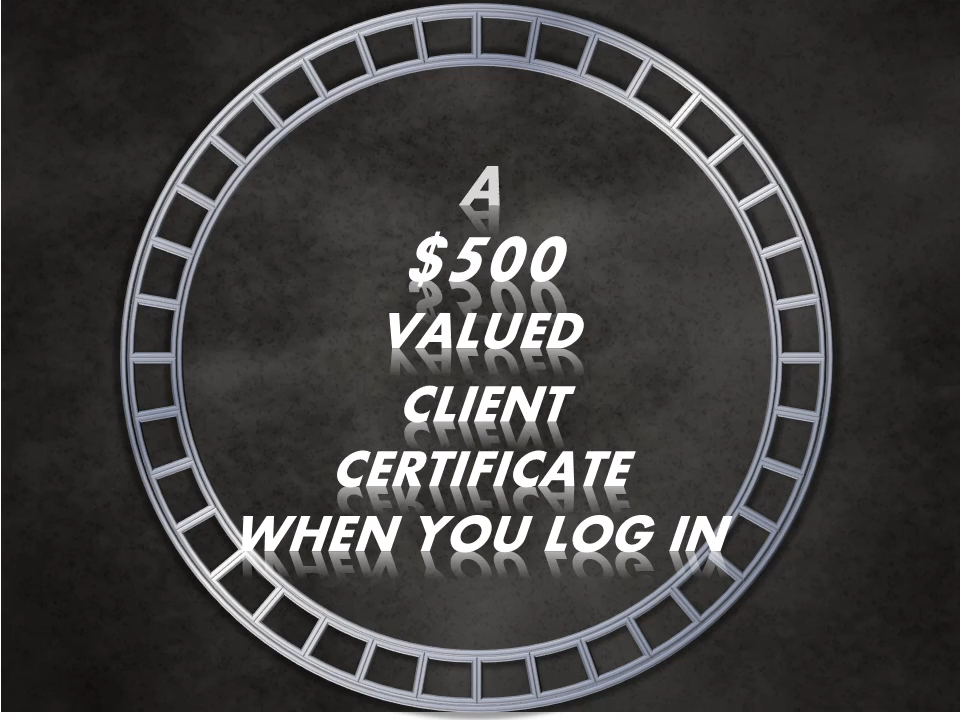 A
$500
VALUED
CLIENT
CERTIFICATE
WHEN YOU LOG IN